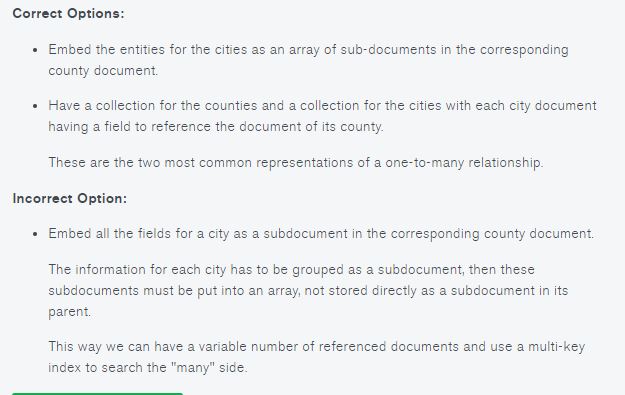 Correct Options:
• Embed the entities for the cities as an array of sub-documents in the corresponding
county document.
• Have a collection for the counties and a collection for the cities with each city document
having a field to reference the document of its county.
These are the two most common representations of a one-to-many relationship.
Incorrect Option:
• Embed all the fields for a city as a subdocument in the corresponding county document.
The information for each city has to be grouped as a subdocument, then these
subdocuments must be put into an array, not stored directly as a subdocument in its
parent.
This way we can have a variable number of referenced documents and use a multi-key
index to search the "many" side.